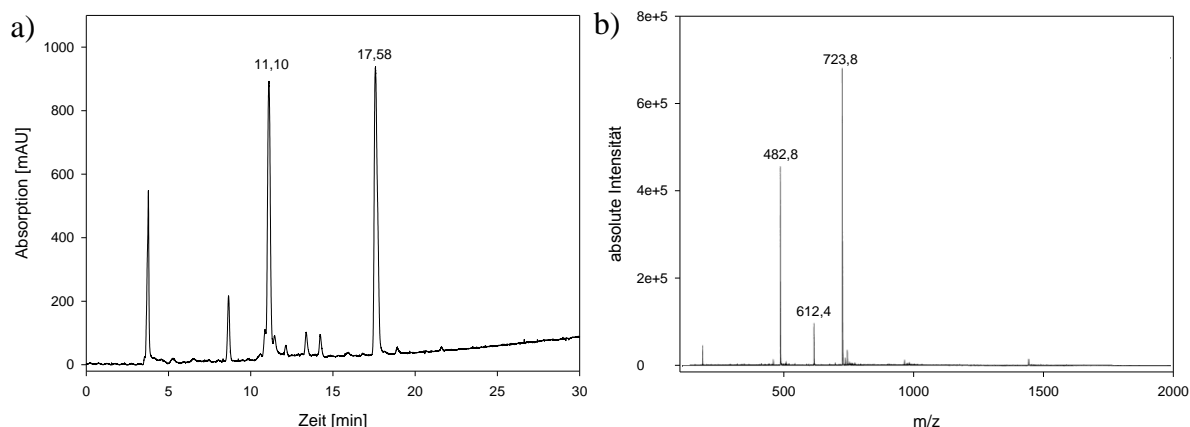 a)
Absorption [mAU]
1000
800
600
400
200
0
11,10
17,58
0 5 10 15 20 25 30
Zeit [min]
b)
absolute Intensität
8e+5
6e+5
4e+5
2e+5
0
723,8
482,8
612,4
500 1000 1500 2000
m/z